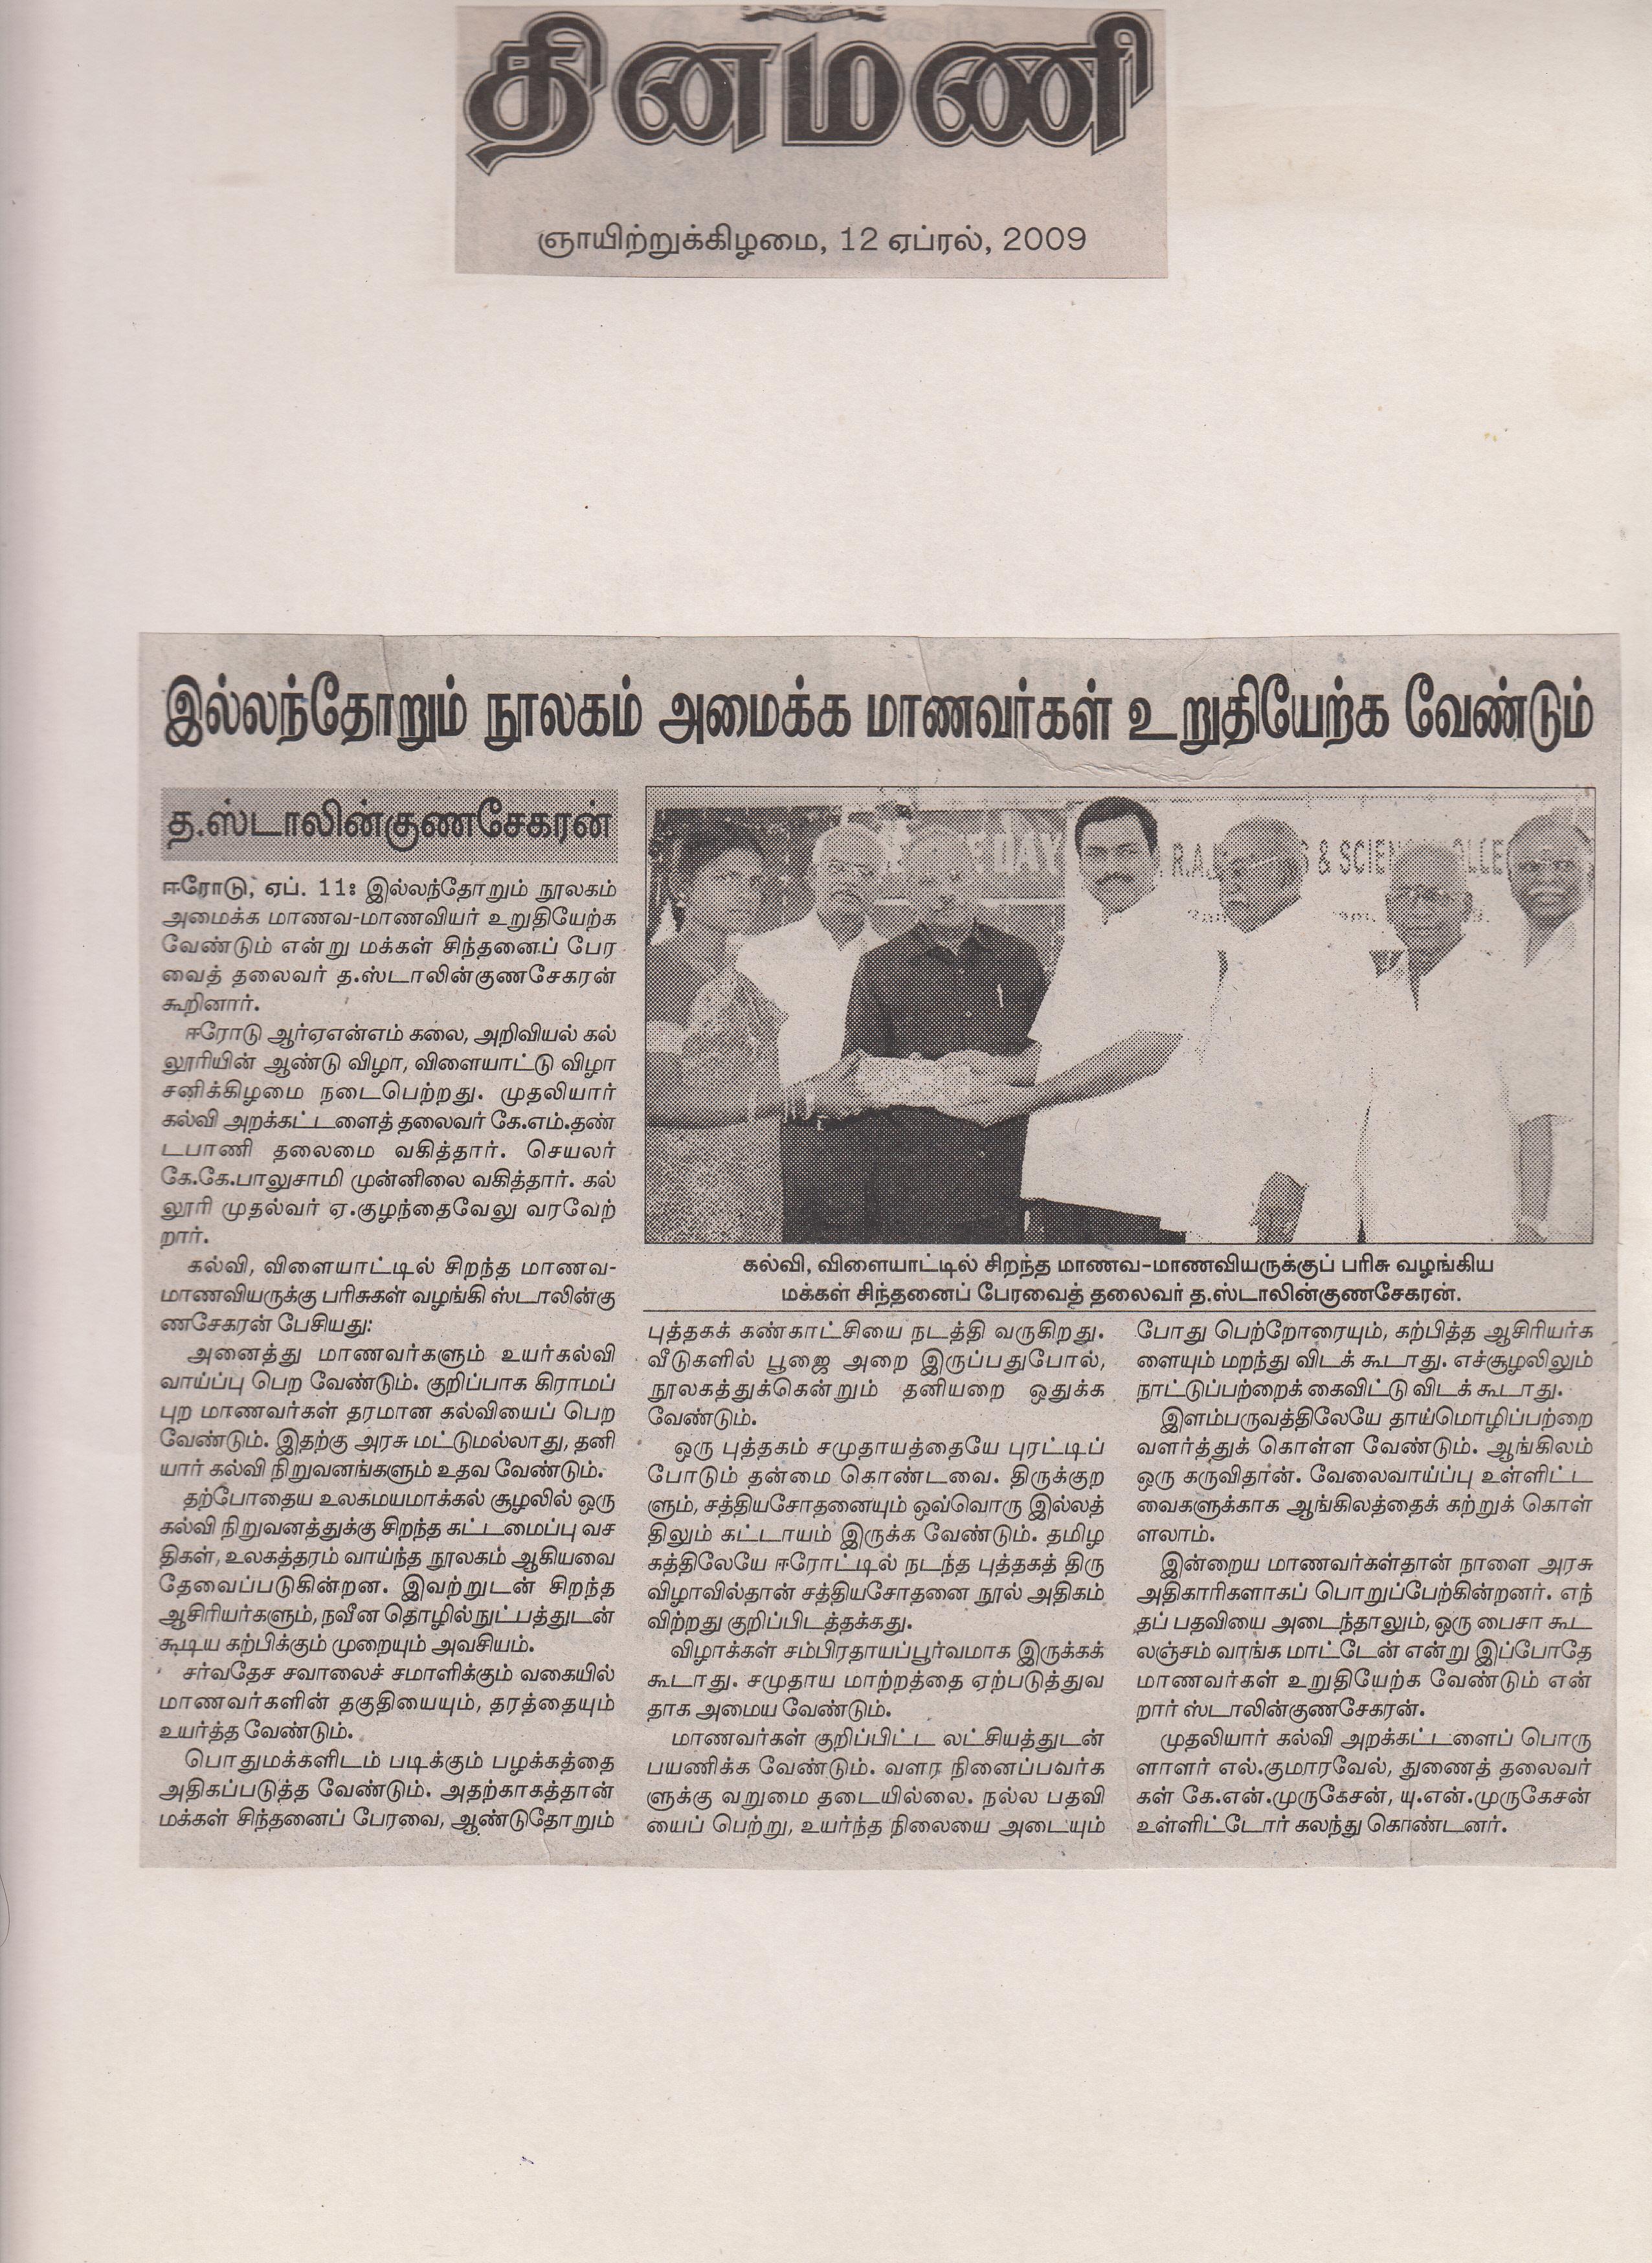 தினமணி
ஞாயிற்றுக்கிழமை, 12 ஏப்ரல், 2009
இல்லந்தோறும் நூலகம் அமைக்க மாணவர்கள் உறுதியேற்க வேண்டும்
த.ஸ்டாலின்குணசேகரன்
ஈரோடு, ஏப். 11: இல்லந்தோறும் நூலகம்
அமைக்க மாணவ-மாணவியர் உறுதியேற்க
வேண்டும் என்று மக்கள் சிந்தனைப் பேர
வைத் தலைவர் த.ஸ்டாலின்குணசேகரன்
கூறினார்.
ஈரோடு ஆர்ஏஎன்எம் கலை, அறிவியல் கல்
லூரியின் ஆண்டு விழா, விளையாட்டு விழா
சனிக்கிழமை நடைபெற்றது. முதலியார்
கல்வி அறக்கட்டளைத் தலைவர் கே.எம்.தண்
டபாணி தலைமை வகித்தார். செயலர்
கே.கே.பாலுசாமி முன்னிலை வகித்தார். கல்
லூரி முதல்வர் ஏ.குழந்தைவேலு வரவேற்
றார்.
கல்வி, விளையாட்டில் சிறந்த மாணவ-
மாணவியருக்கு பரிசுகள் வழங்கி ஸ்டாலின்கு
ணசேகரன் பேசியது:
அனைத்து மாணவர்களும் உயர்கல்வி
வாய்ப்பு பெற வேண்டும். குறிப்பாக கிராமப்
புற மாணவர்கள் தரமான கல்வியைப் பெற
வேண்டும். இதற்கு அரசு மட்டுமல்லாது, தனி
யார் கல்வி நிறுவனங்களும் உதவ வேண்டும்.
தற்போதைய உலகமயமாக்கல் சூழலில் ஒரு
கல்வி நிறுவனத்துக்கு சிறந்த கட்டமைப்பு வச
திகள், உலகத்தரம் வாய்ந்த நூலகம் ஆகியவை
தேவைப்படுகின்றன. இவற்றுடன் சிறந்த
ஆசிரியர்களும், நவீன தொழில்நுட்பத்துடன்
கூடிய கற்பிக்கும் முறையும் அவசியம்.
சர்வதேச சவாலைச் சமாளிக்கும் வகையில்
மாணவர்களின் தகுதியையும், தரத்தையும்
உயர்த்த வேண்டும்.
பொதுமக்களிடம் படிக்கும் பழக்கத்தை
அதிகப்படுத்த வேண்டும். அதற்காகத்தான்
மக்கள் சிந்தனைப் பேரவை, ஆண்டுதோறும்
DAY
R.A. & SCIEN
கல்வி, விளையாட்டில் சிறந்த மாணவ-மாணவியருக்குப் பரிசு வழங்கிய
மக்கள் சிந்தனைப் பேரவைத் தலைவர் த.ஸ்டாலின்குணசேகரன்.
புத்தகக் கண்காட்சியை நடத்தி வருகிறது.
வீடுகளில் பூஜை அறை இருப்பதுபோல்,
நூலகத்துக்கென்றும் தனியறை ஒதுக்க
வேண்டும்.
ஒரு புத்தகம் சமுதாயத்தையே புரட்டிப்
போடும் தன்மை கொண்டவை. திருக்குற
ளும், சத்தியசோதனையும் ஒவ்வொரு இல்லத்
திலும் கட்டாயம் இருக்க வேண்டும். தமிழ
கத்திலேயே ஈரோட்டில் நடந்த புத்தகத் திரு
விழாவில்தான் சத்தியசோதனை நூல் அதிகம்
விற்றது குறிப்பிடத்தக்கது.
விழாக்கள் சம்பிரதாயப்பூர்வமாக இருக்கக்
கூடாது. சமுதாய மாற்றத்தை ஏற்படுத்துவ
தாக அமைய வேண்டும்.
மாணவர்கள் குறிப்பிட்ட லட்சியத்துடன்
பயணிக்க வேண்டும். வளர நினைப்பவர்க
ளுக்கு வறுமை தடையில்லை. நல்ல பதவி
யைப் பெற்று, உயர்ந்த நிலையை அடையும்
போது பெற்றோரையும், கற்பித்த ஆசிரியர்க
ளையும் மறந்து விடக் கூடாது. எச்சூழலிலும்
நாட்டுப்பற்றைக் கைவிட்டு விடக் கூடாது.
இளம்பருவத்திலேயே தாய்மொழிப்பற்றை
வளர்த்துக் கொள்ள வேண்டும். ஆங்கிலம்
ஒரு கருவிதான். வேலைவாய்ப்பு உள்ளிட்ட
வைகளுக்காக ஆங்கிலத்தைக் கற்றுக் கொள்
ளலாம்.
இன்றைய மாணவர்கள்தான் நாளை அரசு
அதிகாரிகளாகப் பொறுப்பேற்கின்றனர். எந்
தப் பதவியை அடைந்தாலும், ஒரு பைசா கூட
லஞ்சம் வாங்க மாட்டேன் என்று இப்போதே
மாணவர்கள் உறுதியேற்க வேண்டும் என்
றார் ஸ்டாலின்குணசேகரன்.
முதலியார் கல்வி அறக்கட்டளைப் பொரு
ளாளர் எல்.குமாரவேல், துணைத் தலைவர்
கள் கே.என்.முருகேசன், யு.என்.முருகேசன்
உள்ளிட்டோர் கலந்து கொண்டனர்.